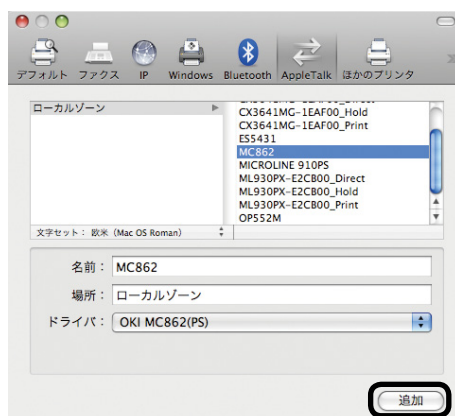 デフォルト ファクス IP Windows Bluetooth AppleTalk ほかのプリンタ
ローカルゾーン
CX3641MG-1EAF00_Hold
CX3641MG-1EAF00_Print
ES5431
MC862
MICROLINE 910PS
ML930PX-E2CB00_Direct
ML930PX-E2CB00_Hold
ML930PX-E2CB00_Print
OP552M
文字セット： 欧米 (Mac OS Roman)
名前： MC862
場所： ローカルゾーン
ドライバ： OKI MC862(PS)
追加